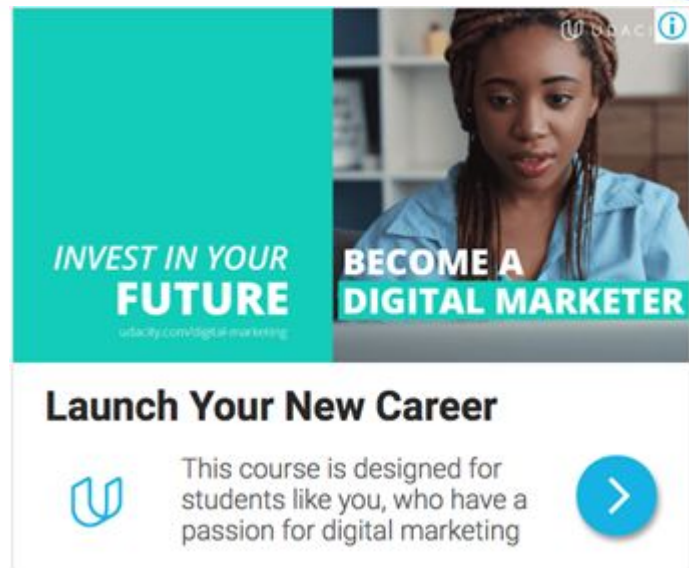 UDACI
INVEST IN YOUR
FUTURE
udacity.com/digital-marketing
BECOME A
DIGITAL MARKETER
Launch Your New Career
This course is designed for
students like you, who have a
passion for digital marketing